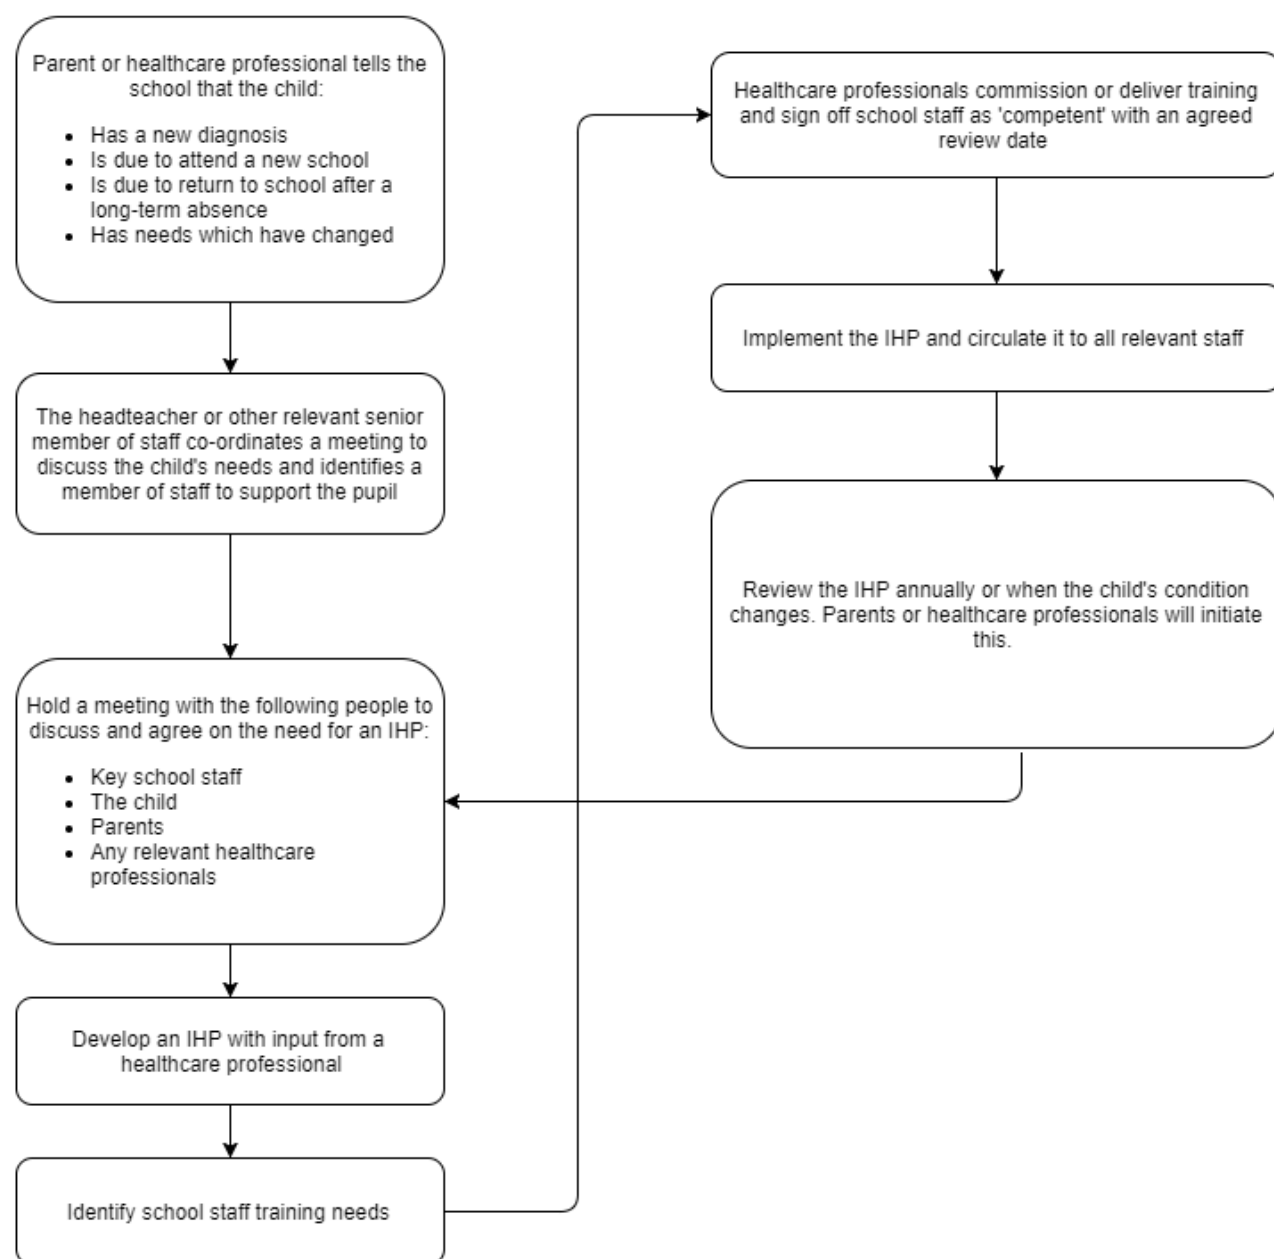 Parent or healthcare professional tells the
school that the child:
• Has a new diagnosis
• Is due to attend a new school
• Is due to return to school after a
long-term absence
• Has needs which have changed
The headteacher or other relevant senior
member of staff co-ordinates a meeting to
discuss the child's needs and identifies a
member of staff to support the pupil
Hold a meeting with the following people to
discuss and agree on the need for an IHP:
• Key school staff
• The child
• Parents
• Any relevant healthcare
professionals
Develop an IHP with input from a
healthcare professional
Identify school staff training needs
Healthcare professionals commission or deliver training
and sign off school staff as 'competent' with an agreed
review date
Implement the IHP and circulate it to all relevant staff
Review the IHP annually or when the child's condition
changes. Parents or healthcare professionals will initiate
this.